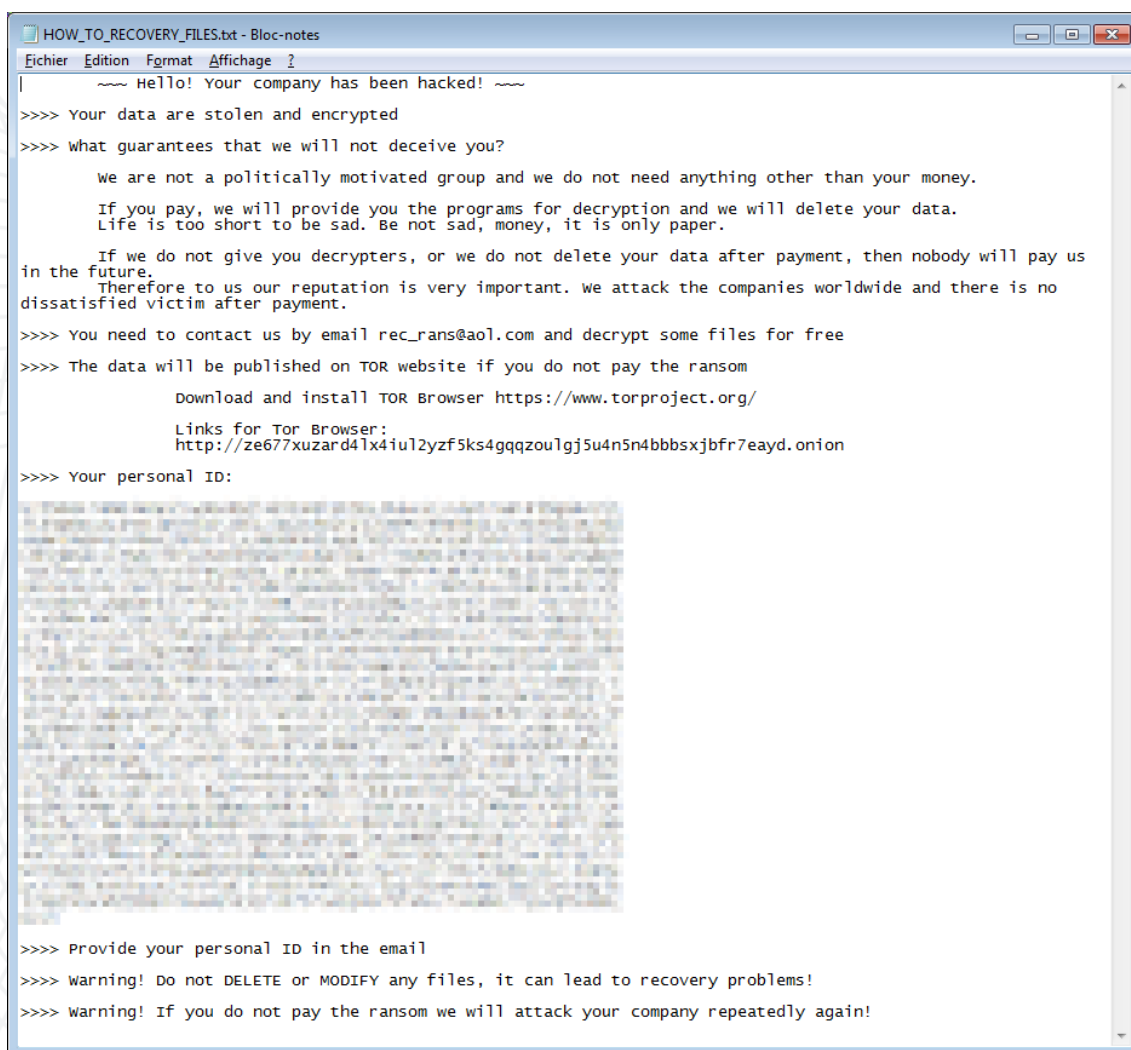 HOW_TO_RECOVERY_FILES.txt - Bloc-notes
Fichier Edition Format Affichage ?
~~~ Hello! Your company has been hacked! ~~~
>>>> Your data are stolen and encrypted
>>>> What guarantees that we will not deceive you?
We are not a politically motivated group and we do not need anything other than your money.
If you pay, we will provide you the programs for decryption and we will delete your data.
Life is too short to be sad. Be not sad, money, it is only paper.
If we do not give you decrypters, or we do not delete your data after payment, then nobody will pay us
in the future.
Therefore to us our reputation is very important. We attack the companies worldwide and there is no
dissatisfied victim after payment.
>>>> You need to contact us by email rec_rans@aol.com and decrypt some files for free
>>>> The data will be published on TOR website if you do not pay the ransom
Download and install TOR Browser https://www.torproject.org/
Links for Tor Browser:
http://ze677xuzard4lx4iul2yzf5ks4gqqzoulgj5u4n5n4bbbsxjbfr7eayd.onion
>>>> Your personal ID:
>>>> Provide your personal ID in the email
>>>> Warning! Do not DELETE or MODIFY any files, it can lead to recovery problems!
>>>> Warning! If you do not pay the ransom we will attack your company repeatedly again!